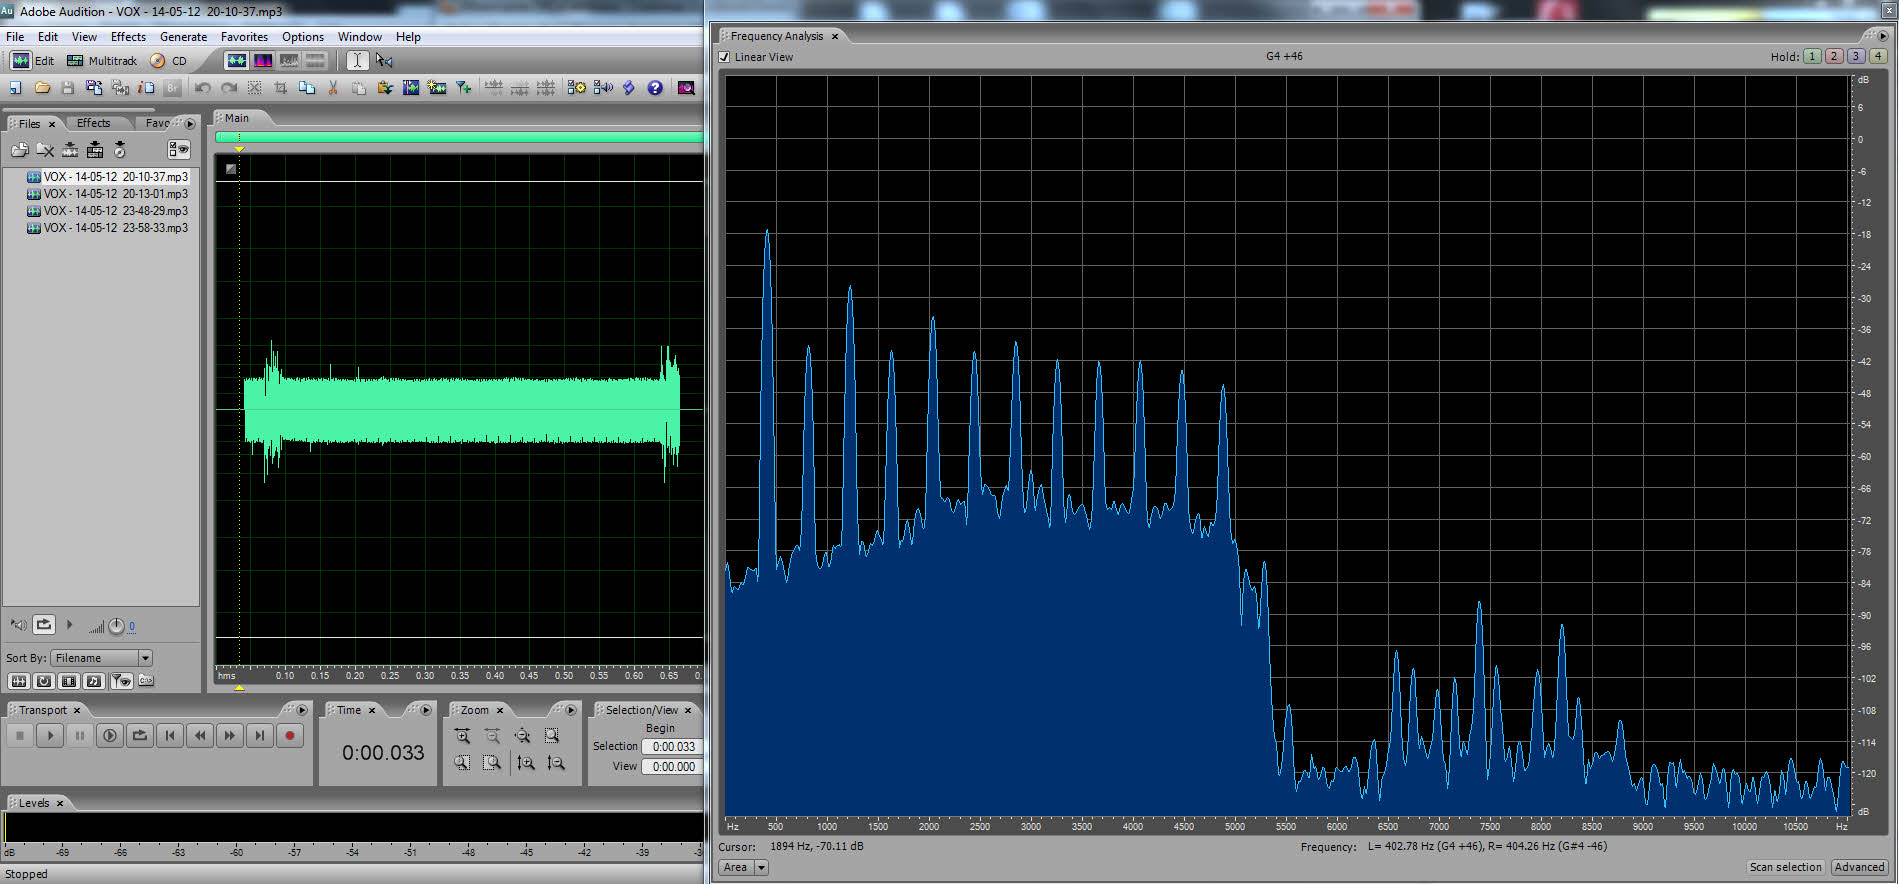 Au Adobe Audition - VOX - 14-05-12  20-10-37.mp3
File Edit View Effects Generate Favorites Options Window Help
Edit Multitrack CD
Br
Files Effects Favo
VOX - 14-05-12  20-10-37.mp3
VOX - 14-05-12  20-13-01.mp3
VOX - 14-05-12  23-48-29.mp3
VOX - 14-05-12  23-58-33.mp3
0
Sort By: Filename
Main
hms 0.10 0.15 0.20 0.25 0.30 0.35 0.40 0.45 0.50 0.55 0.60 0.65 0.
Transport
Time
0:00.033
Zoom
Selection/View
Begin
Selection 0:00.033
View 0:00.000
Levels
dB -69 -66 -63 -60 -57 -54 -51 -48 -45 -42 -39 -3
Stopped
Frequency Analysis
Linear View
G4 +46
Hold: 1 2 3 4
dB
6
0
-6
-12
-18
-24
-30
-36
-42
-48
-54
-60
-66
-72
-78
-84
-90
-96
-102
-108
-114
-120
dB
Hz 500 1000 1500 2000 2500 3000 3500 4000 4500 5000 5500 6000 6500 7000 7500 8000 8500 9000 9500 10000 10500 Hz
Cursor: 1894 Hz, -70.11 dB
Frequency: L= 402.78 Hz (G4 +46), R= 404.26 Hz (G#4 -46)
Area
Scan selection Advanced